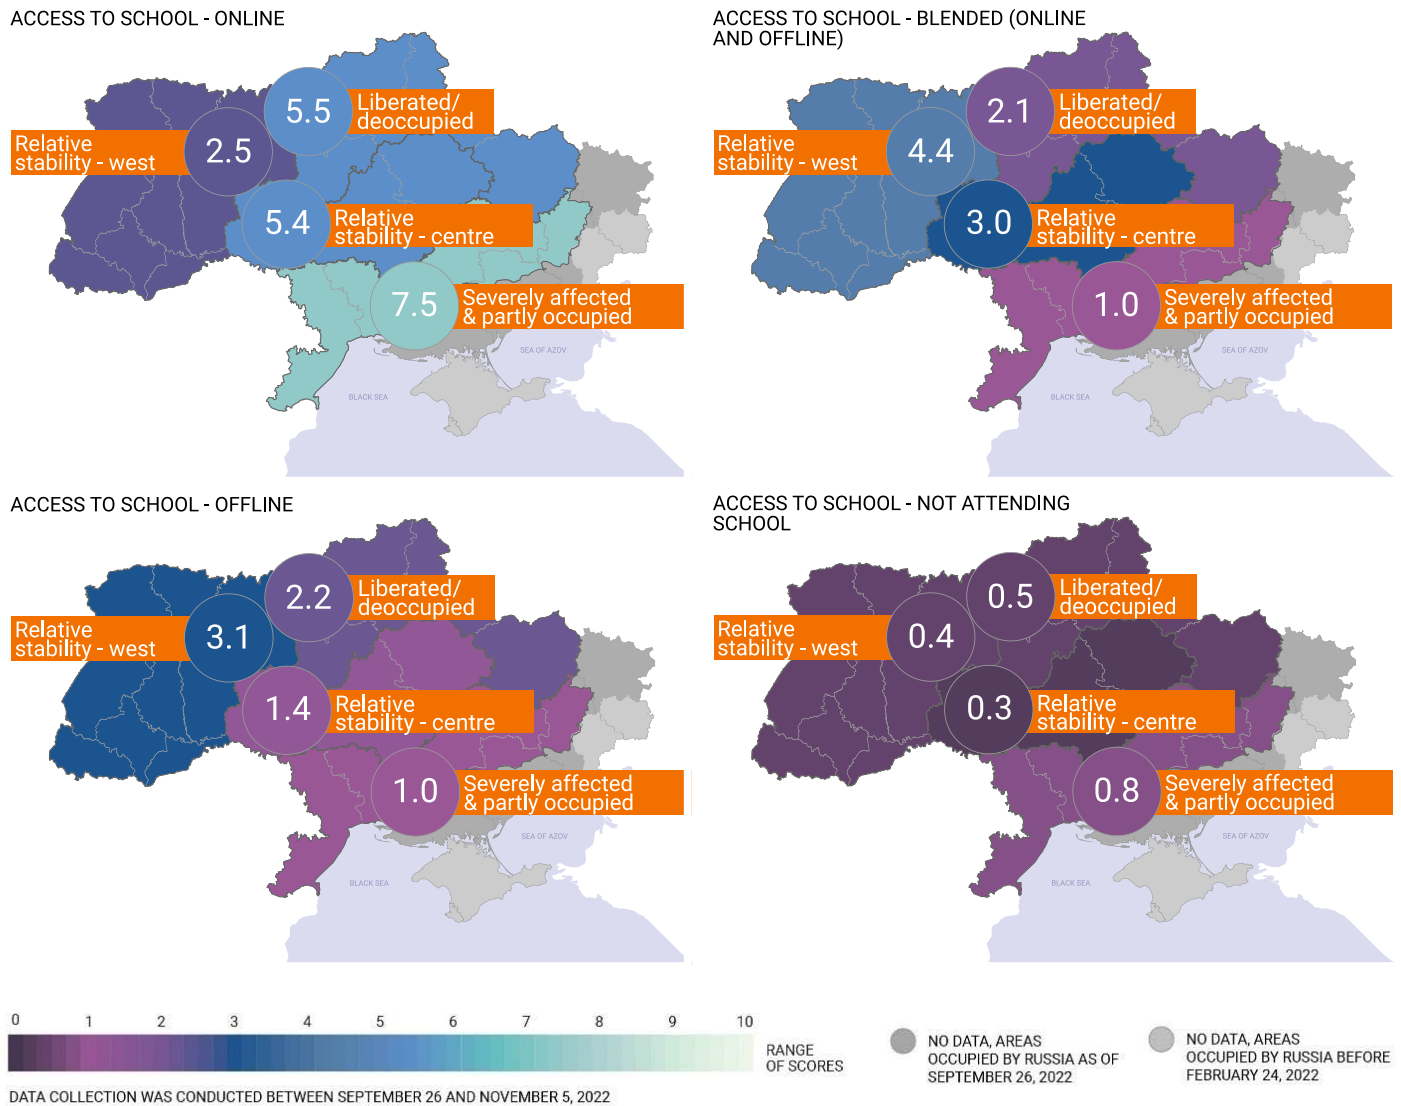 ACCESS TO SCHOOL - ONLINE
5.5
Liberated/
deoccupied
Relative
stability - west
2.5
5.4
Relative
stability - centre
7.5
Severely affected
& partly occupied
SEA OF AZOV
BLACK SEA
ACCESS TO SCHOOL - BLENDED (ONLINE
AND OFFLINE)
2.1
Liberated/
deoccupied
Relative
stability - west
4.4
3.0
Relative
stability - centre
1.0
Severely affected
& partly occupied
SEA OF AZOV
BLACK SEA
ACCESS TO SCHOOL - OFFLINE
2.2
Liberated/
deoccupied
Relative
stability - west
3.1
1.4
Relative
stability - centre
1.0
Severely affected
& partly occupied
SEA OF AZOV
BLACK SEA
ACCESS TO SCHOOL - NOT ATTENDING
SCHOOL
0.5
Liberated/
deoccupied
Relative
stability - west
0.4
0.3
Relative
stability - centre
0.8
Severely affected
& partly occupied
SEA OF AZOV
BLACK SEA
0 1 2 3 4 5 6 7 8 9 10
RANGE
OF SCORES
NO DATA, AREAS
OCCUPIED BY RUSSIA AS OF
SEPTEMBER 26, 2022
NO DATA, AREAS
OCCUPIED BY RUSSIA BEFORE
FEBRUARY 24, 2022
DATA COLLECTION WAS CONDUCTED BETWEEN SEPTEMBER 26 AND NOVEMBER 5, 2022